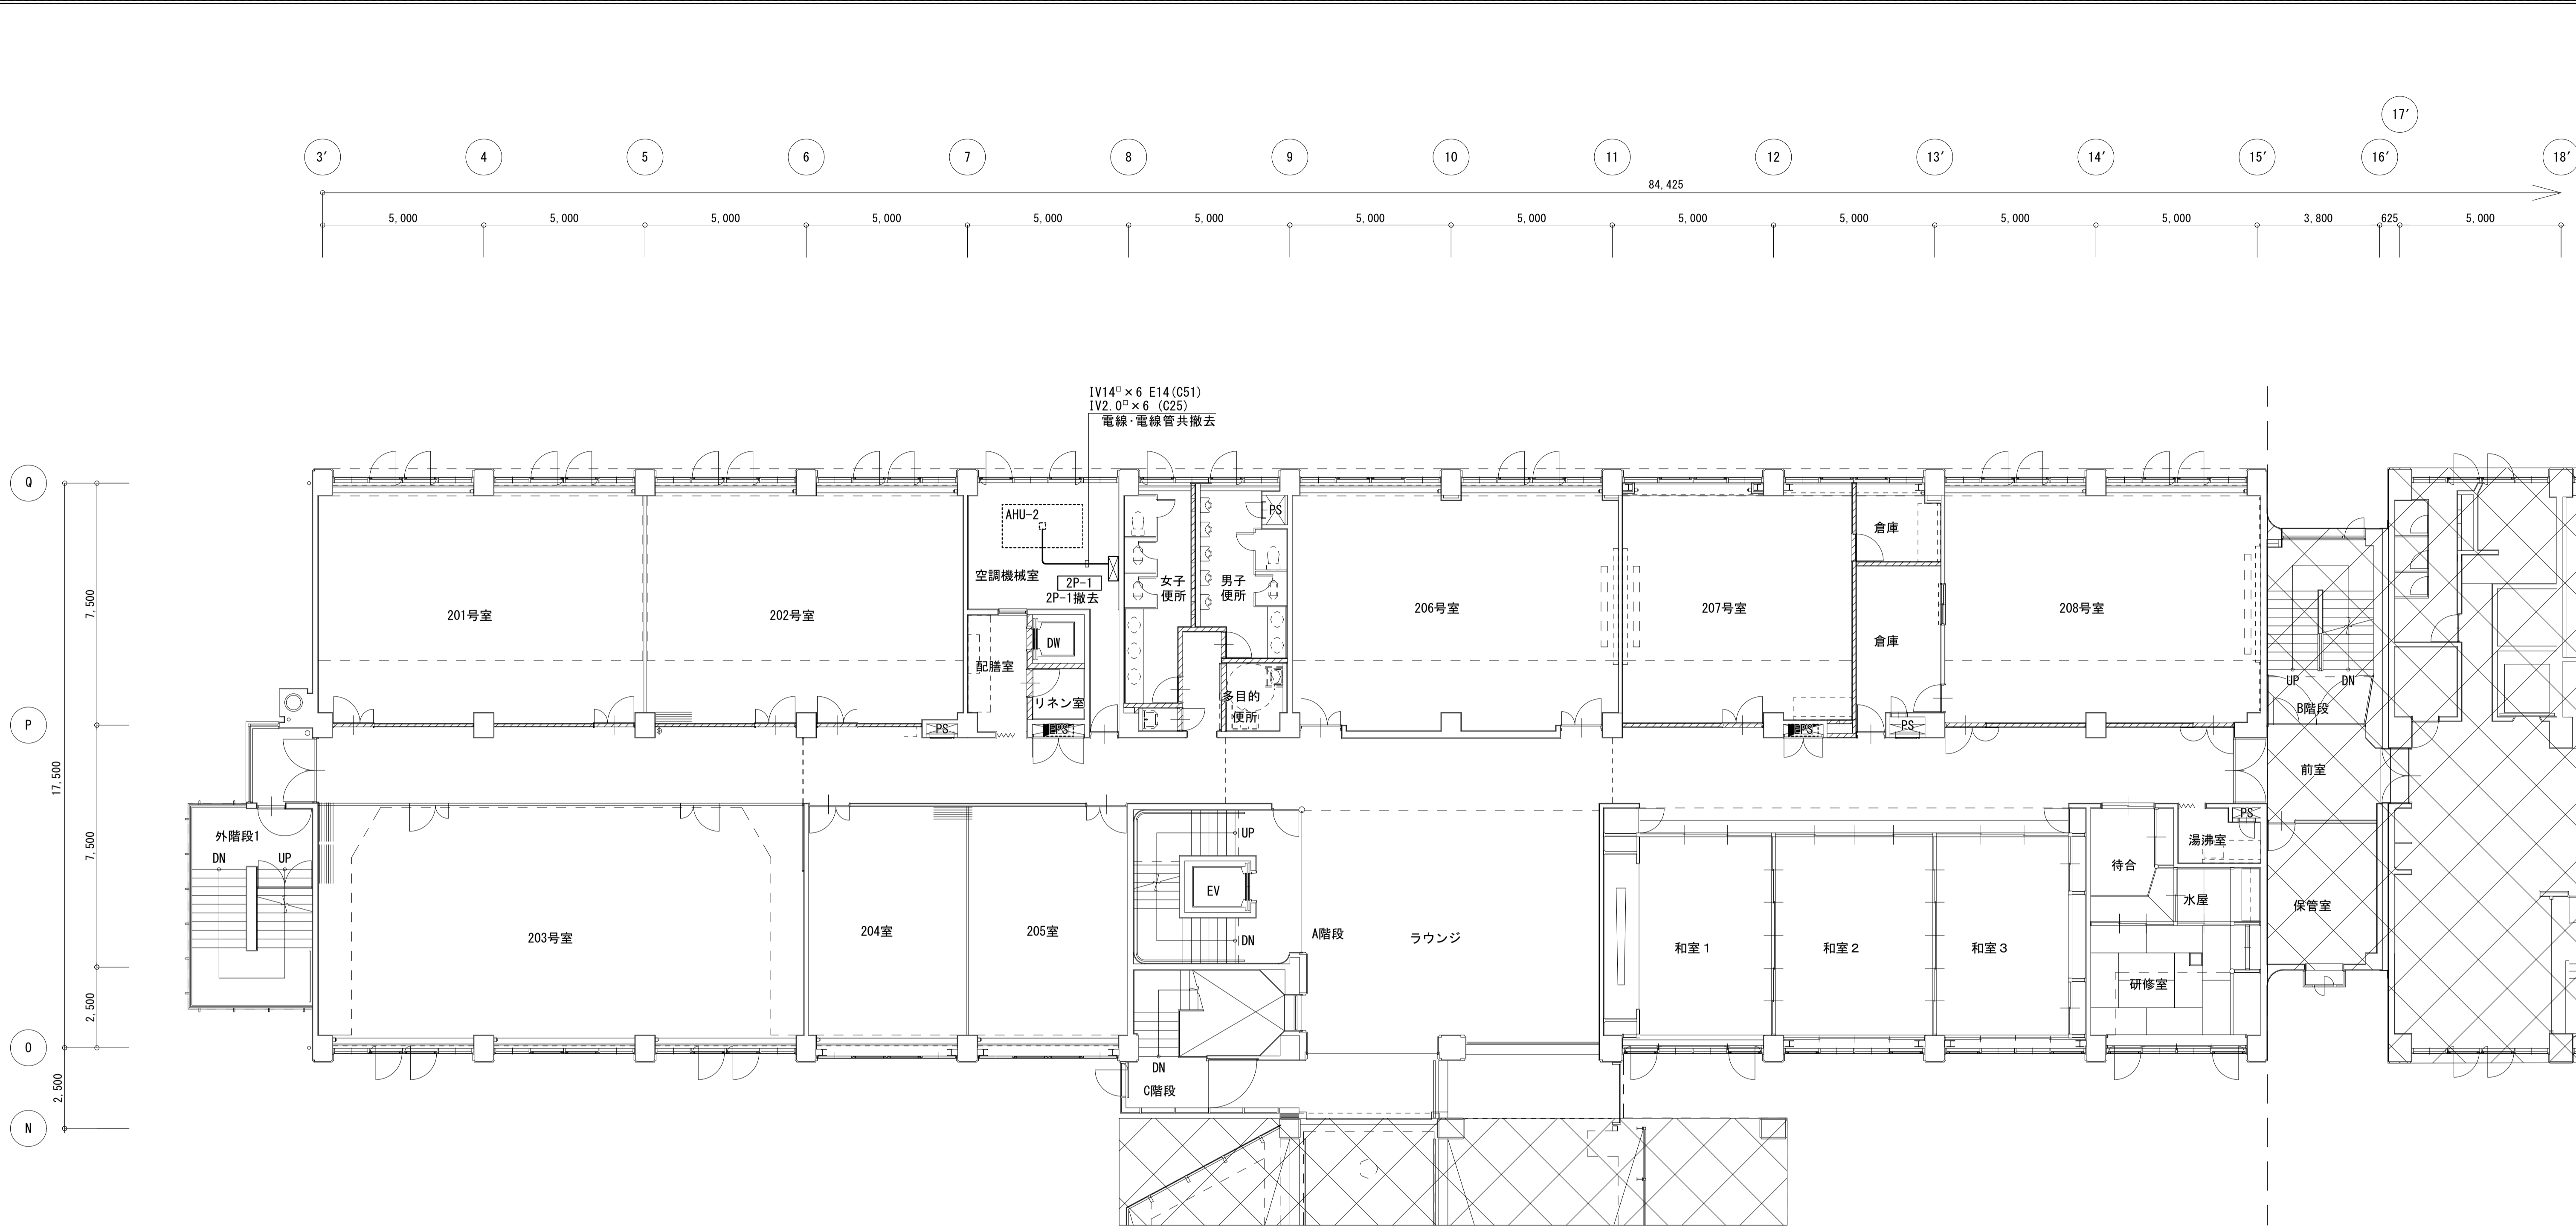 17′
3′ 4 5 6 7 8 9 10 11 12 13′ 14′ 15′ 16′ 18′
84,425
5,000 5,000 5,000 5,000 5,000 5,000 5,000 5,000 5,000 5,000 5,000 5,000 3,800 625 5,000
IV14□×6 E14(C51)
IV2.0□×6 (C25)
電線・電線管共撤去
Q
P
O
N
7,500
17,500
7,500
2,500
2,500
AHU-2
空調機械室
2P-1
2P-1撤去
201号室
202号室
DW
配膳室
リネン室
PS
EPS
女子
便所
男子
便所
PS
多目的
便所
206号室
207号室
倉庫
倉庫
EPS
PS
208号室
UP
DN
B階段
前室
保管室
外階段1
DN
UP
203号室
204室
205室
UP
EV
DN
A階段
ラウンジ
DN
C階段
和室１
和室２
和室３
待合
湯沸室
PS
水屋
研修室